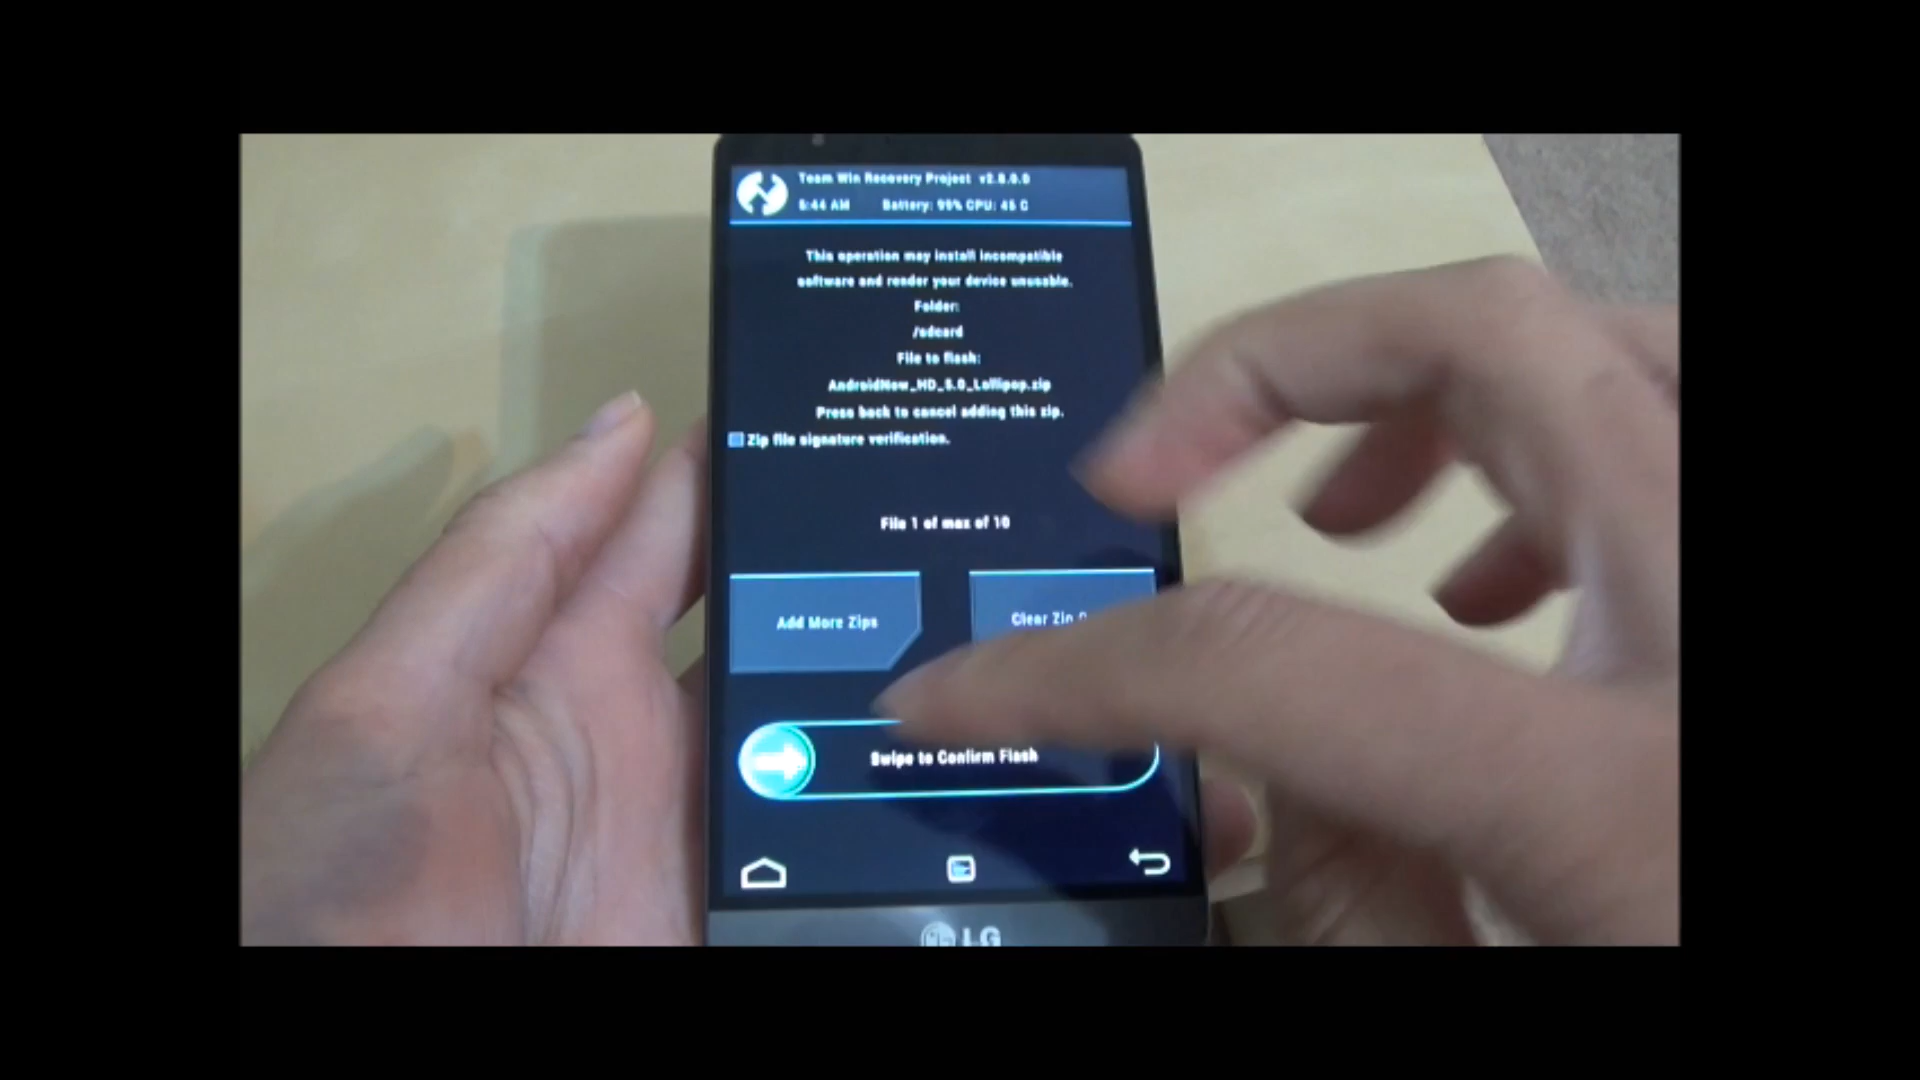 Team Win Recovery Project v2.8.0.0
5:44 AM Battery: 99% CPU: 45 C
This operation may install incompatible
software and render your device unusable.
Folder:
/sdcard
File to flash:
AndroidNow_HD_5.0_Lollipop.zip
Press back to cancel adding this zip.
Zip file signature verification.
File 1 of max of 10
Add More Zips
Clear Zip
Swipe to Confirm Flash
LG